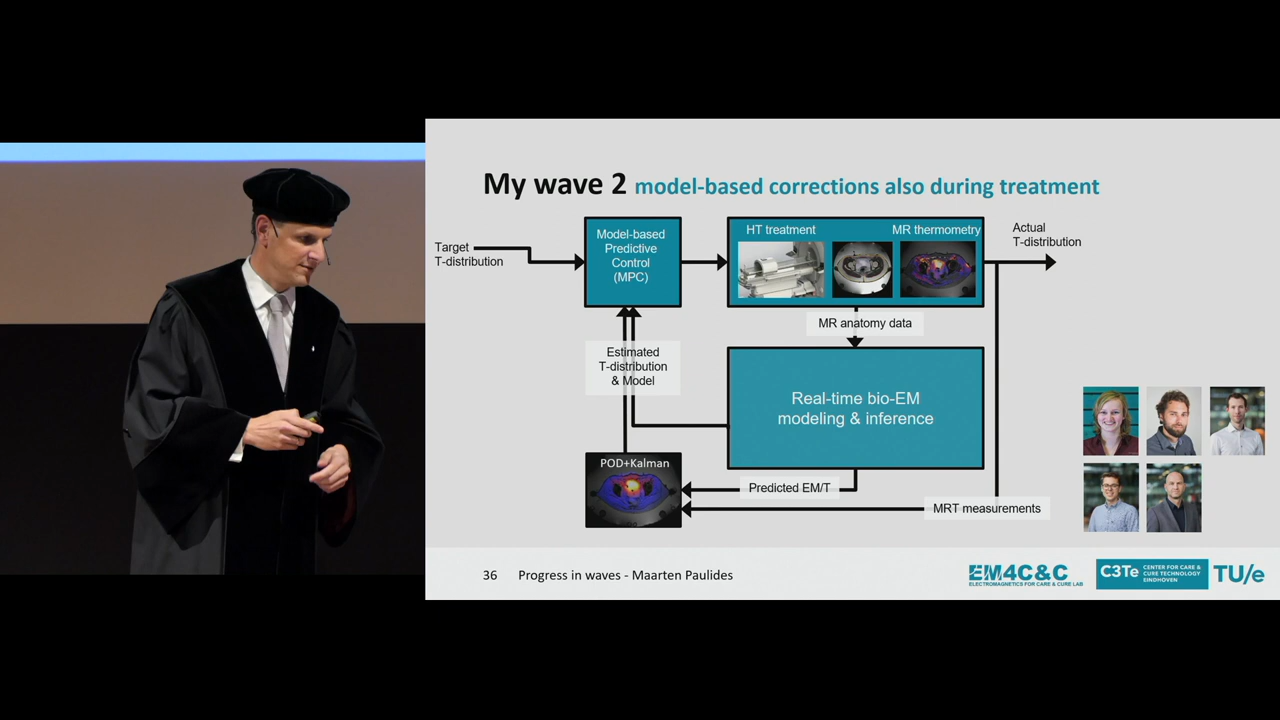 My wave 2 model-based corrections also during treatment
Target
T-distribution
Model-based
Predictive
Control
(MPC)
HT treatment
MR thermometry
Actual
T-distribution
MR anatomy data
Estimated
T-distribution
& Model
Real-time bio-EM
modeling & inference
POD+Kalman
Predicted EM/T
MRT measurements
36 Progress in waves - Maarten Paulides
EM4C&C
ELECTROMAGNETICS FOR CARE & CURE LAB
C3Te
CENTER FOR CARE &
CURE TECHNOLOGY
EINDHOVEN
TU/e